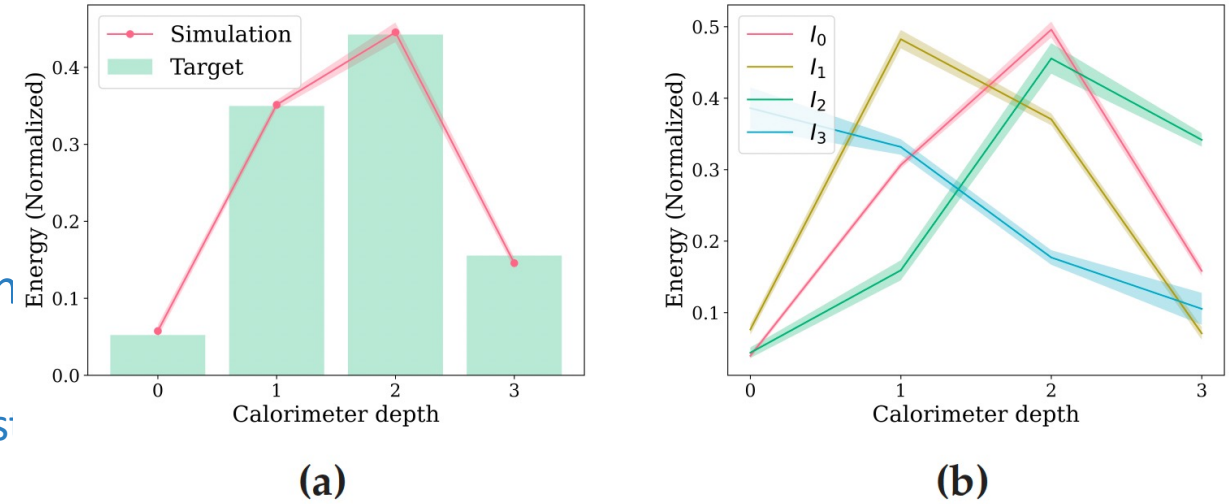 Simulation
Target
Energy (Normalized)
0.4
0.3
0.2
0.1
0.0
0 1 2 3
Calorimeter depth
(a)
I0
I1
I2
I3
Energy (Normalized)
0.5
0.4
0.3
0.2
0.1
0 1 2 3
Calorimeter depth
(b)